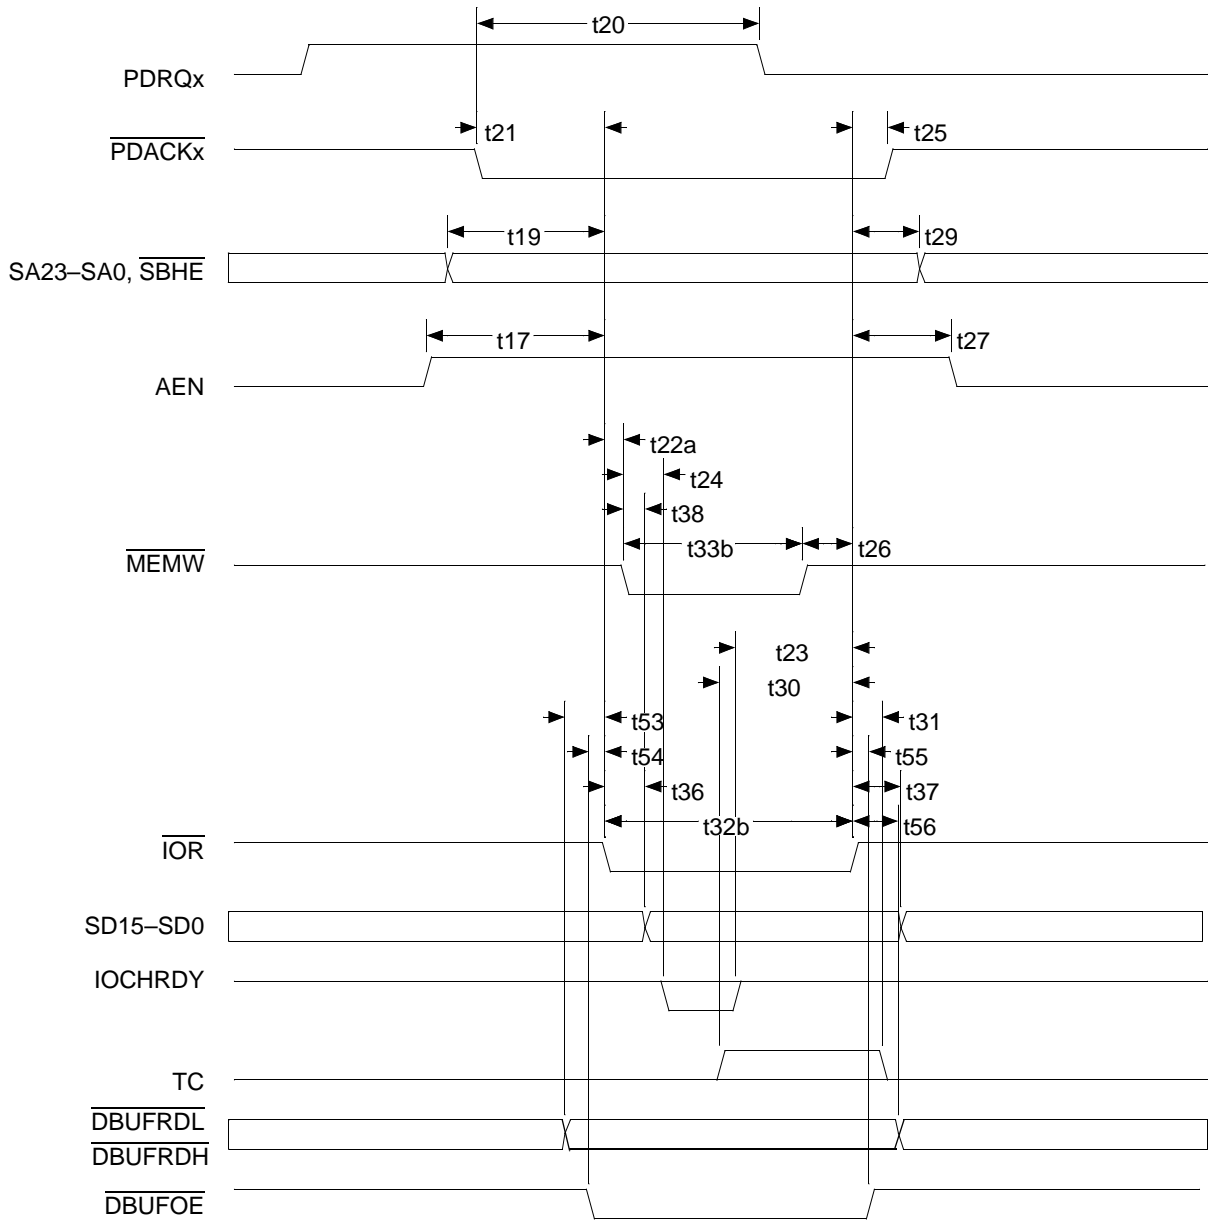 t20
PDRQx
t21
t25
PDACKx
t19
t29
SA23–SA0, SBHE
t17
t27
AEN
t22a
t24
t38
t33b
t26
MEMW
t23
t30
t53
t31
t54
t55
t36
t37
t32b
t56
IOR
SD15–SD0
IOCHRDY
TC
DBUFRDL
DBUFRDH
DBUFOE